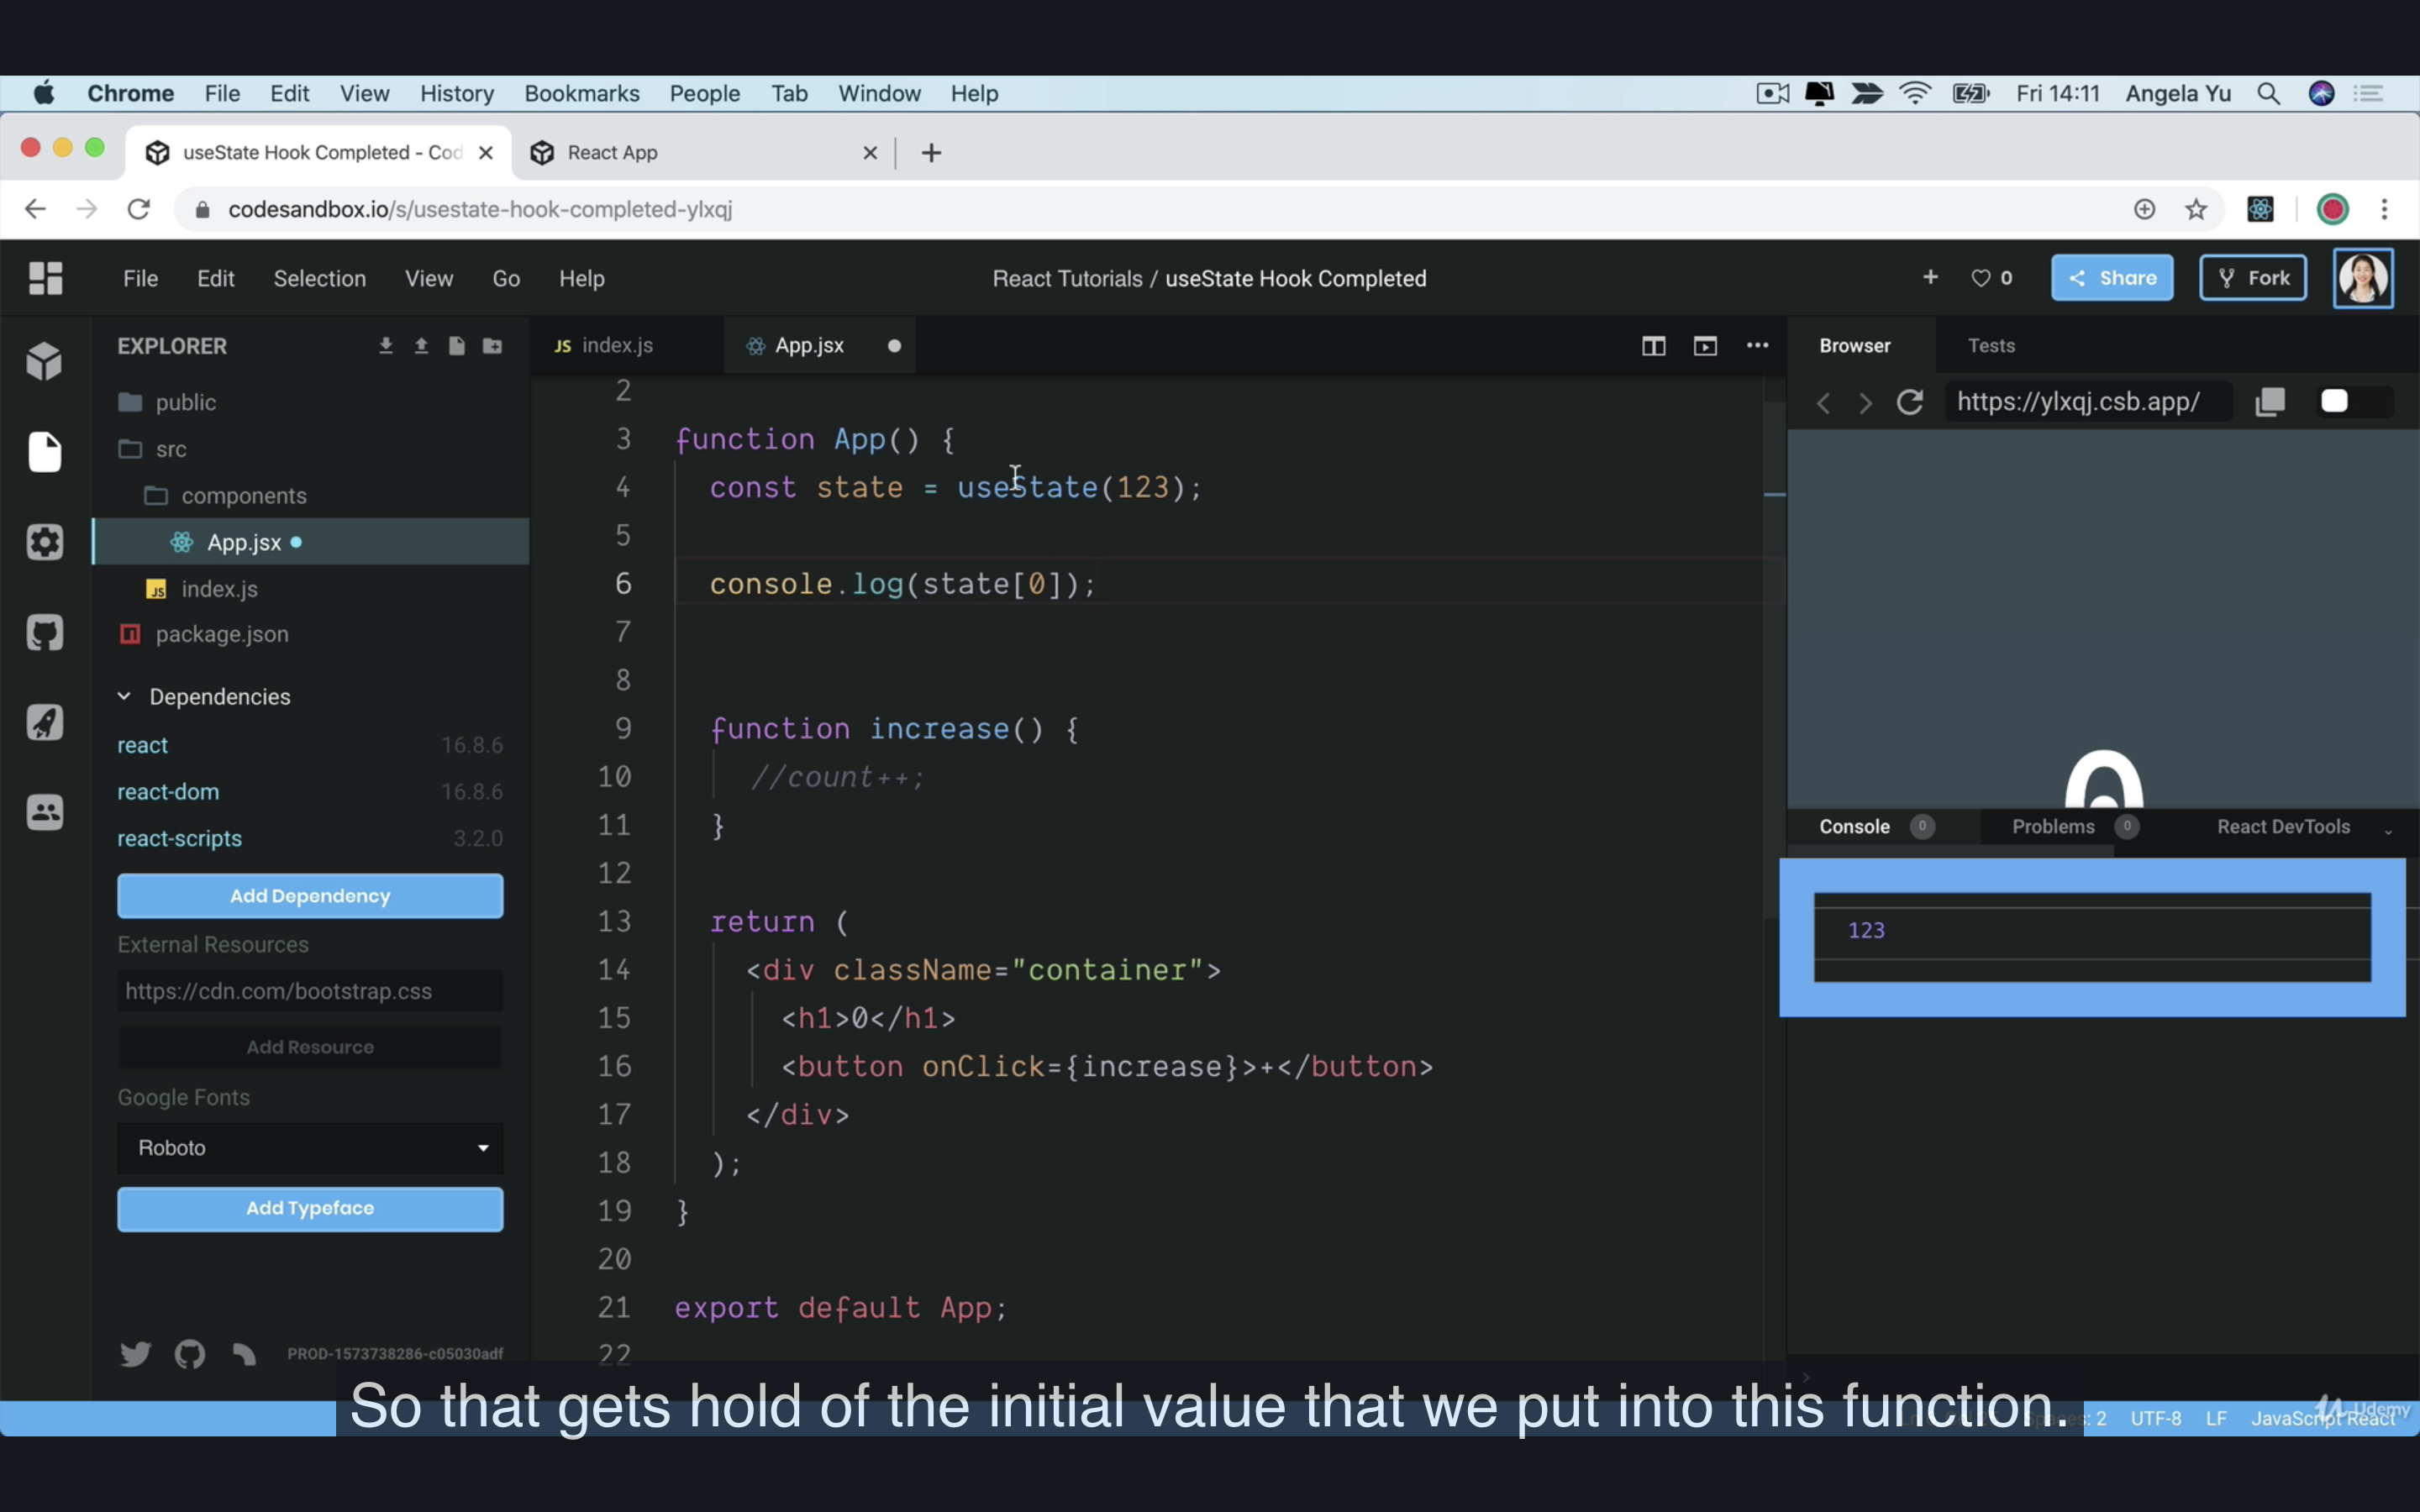 Chrome File Edit View History Bookmarks People Tab Window Help Fri 14:11 Angela Yu
useState Hook Completed - Cod React App
codesandbox.io/s/usestate-hook-completed-ylxqj
File Edit Selection View Go Help React Tutorials / useState Hook Completed + 0 Share Fork
EXPLORER
public
src
components
App.jsx
index.js
package.json
Dependencies
react 16.8.6
react-dom 16.8.6
react-scripts 3.2.0
Add Dependency
External Resources
https://cdn.com/bootstrap.css
Add Resource
Google Fonts
Roboto
Add Typeface
PROD-1573738286-c05030adf
JS index.js App.jsx
2
3 function App() {
4 const state = useState(123);
5
6 console.log(state[0]);
7
8
9 function increase() {
10 //count++;
11 }
12
13 return (
14 <div className="container">
15 <h1>0</h1>
16 <button onClick={increase}>+</button>
17 </div>
18 );
19 }
20
21 export default App;
22
Browser Tests
https://ylxqj.csb.app/
Console 0 Problems 0 React DevTools
123
So that gets hold of the initial value that we put into this function.
: 2 UTF-8 LF JavaScript React
Udemy